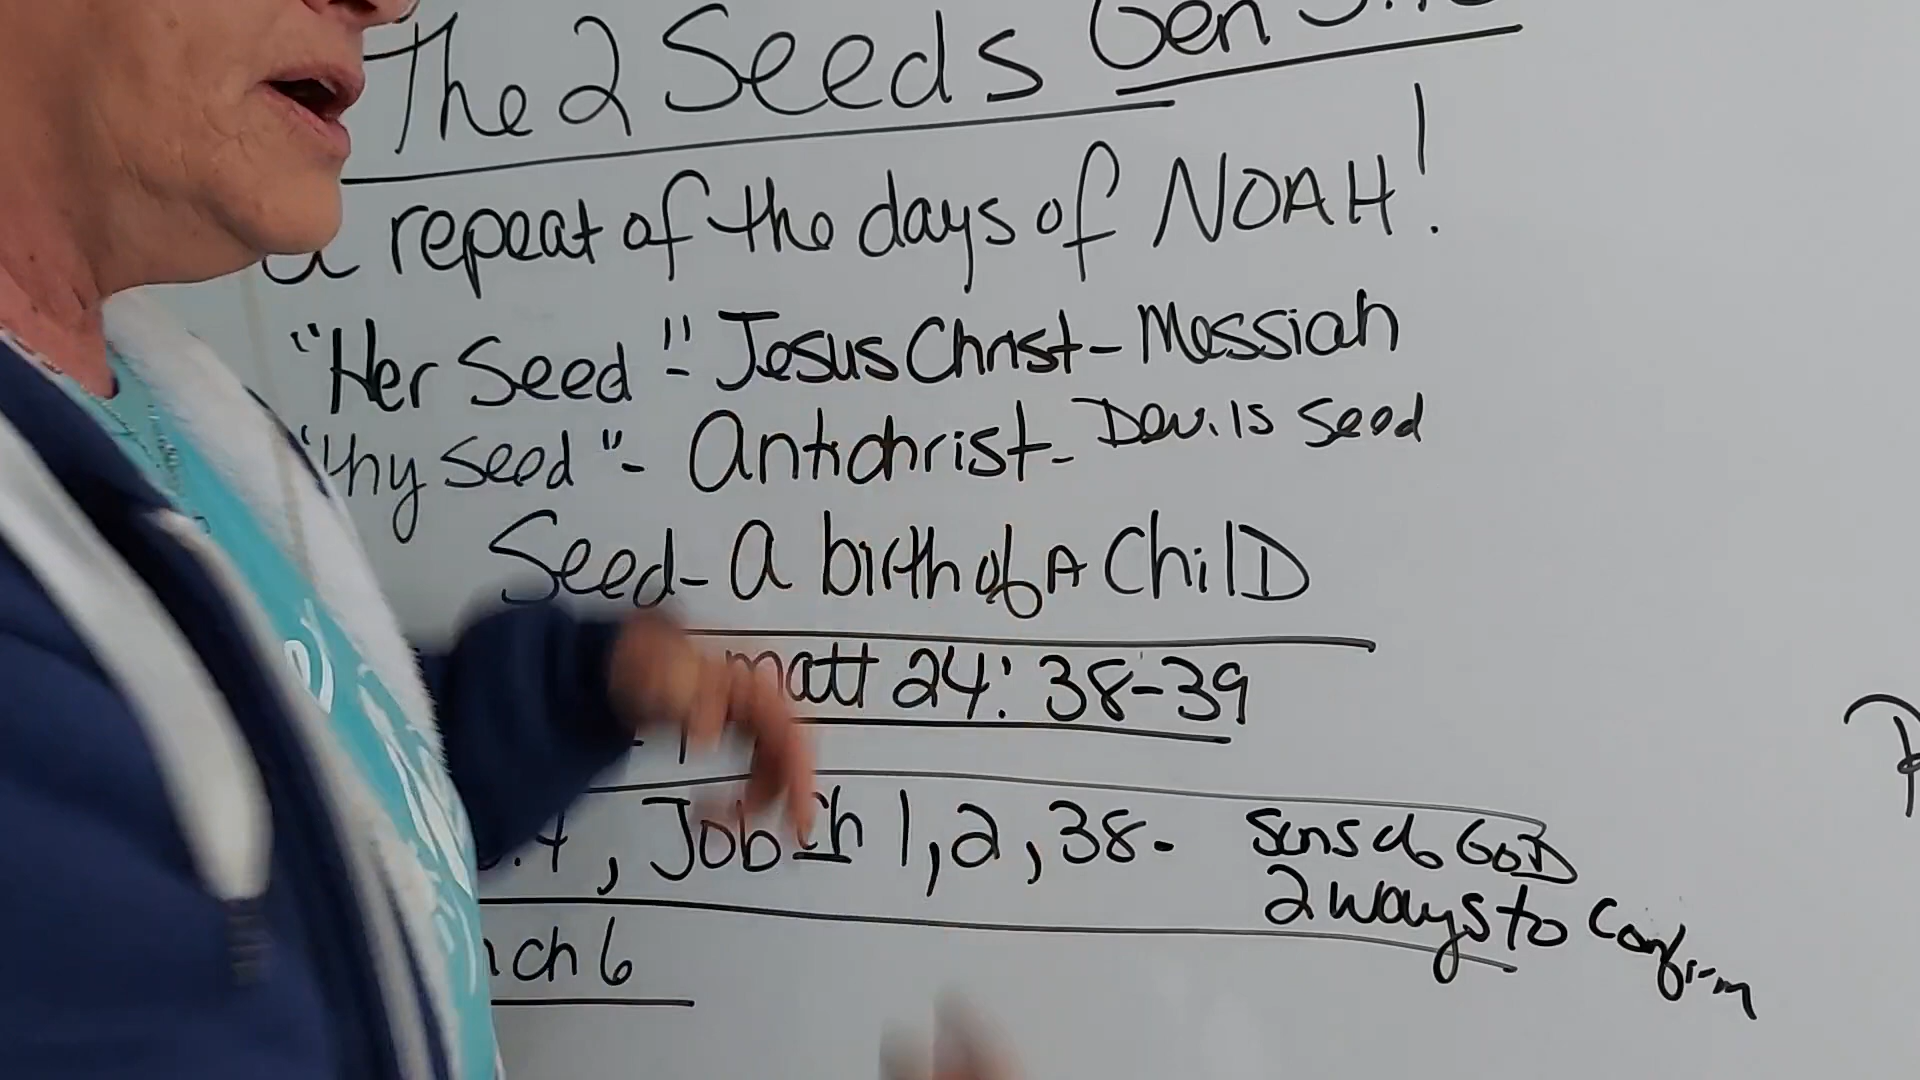 The 2 Seeds Gen
a repeat of the days of NOAH!
"Her Seed" - Jesus Christ - Messiah
"thy seed" - Antichrist - Devils seed
Seed - A birth of A ChilD
matt 24: 38-39
, Job ch 1, 2, 38. Sons of GOD
2 ways to Confirm
ch 6